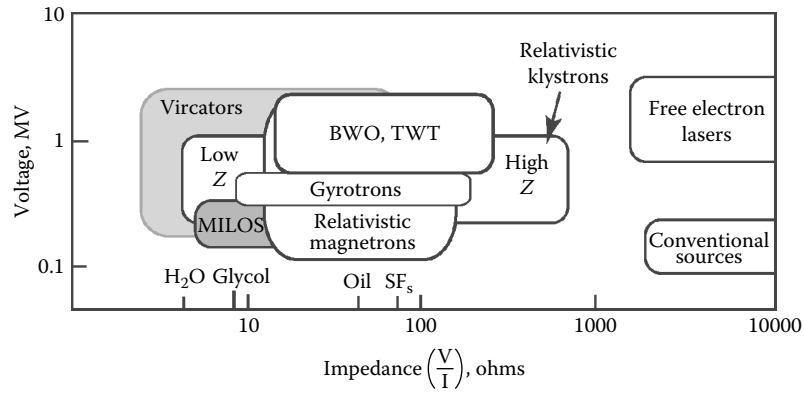 10
Relativistic
klystrons
Vircators
Free electron
lasers
BWO, TWT
Voltage, MV
1
Low
Z
High
Z
Gyrotrons
MILOS
Relativistic
magnetrons
Conventional
sources
0.1
H₂O Glycol
Oil SFₛ
10
100
1000
10000
Impedance (V/I), ohms